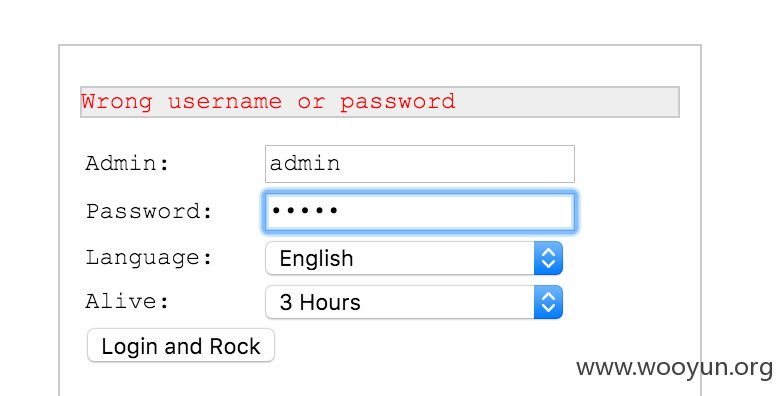 Wrong username or password
Admin: admin
Password: •••••
Language: English
Alive: 3 Hours
Login and Rock
www.wooyun.org